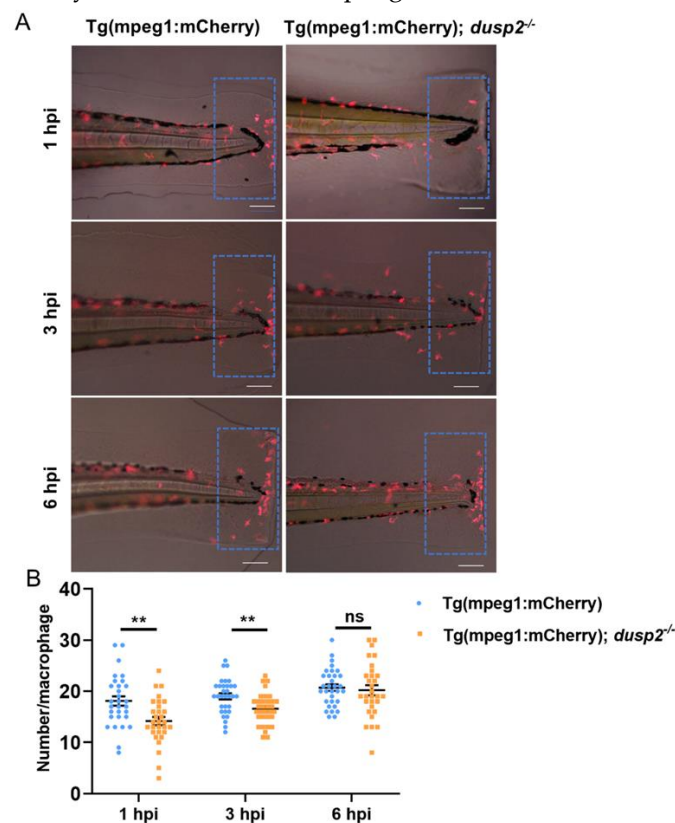 A
Tg(mpeg1:mCherry) Tg(mpeg1:mCherry); dusp2-/-
1 hpi
3 hpi
6 hpi
B
Number/macrophage
40
30
20
10
0
** ** ns
1 hpi 3 hpi 6 hpi
Tg(mpeg1:mCherry)
Tg(mpeg1:mCherry); dusp2-/-